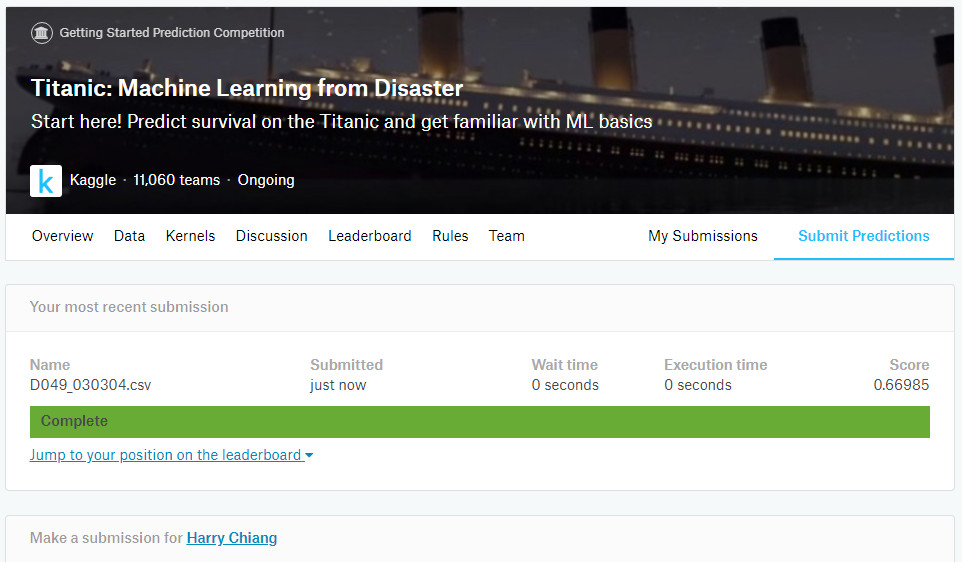 Getting Started Prediction Competition
Titanic: Machine Learning from Disaster
Start here! Predict survival on the Titanic and get familiar with ML basics
k Kaggle · 11,060 teams · Ongoing
Overview Data Kernels Discussion Leaderboard Rules Team My Submissions Submit Predictions
Your most recent submission
Name Submitted Wait time Execution time Score
D049_030304.csv just now 0 seconds 0 seconds 0.66985
Complete
Jump to your position on the leaderboard
Make a submission for Harry Chiang